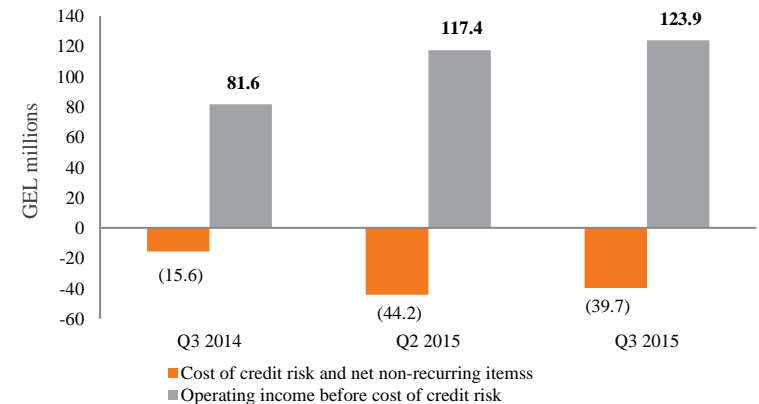 140
120
100
80
60
40
20
0
-20
-40
-60
GEL millions
81.6
117.4
123.9
(15.6)
(44.2)
(39.7)
Q3 2014
Q2 2015
Q3 2015
Cost of credit risk and net non-recurring itemss
Operating income before cost of credit risk